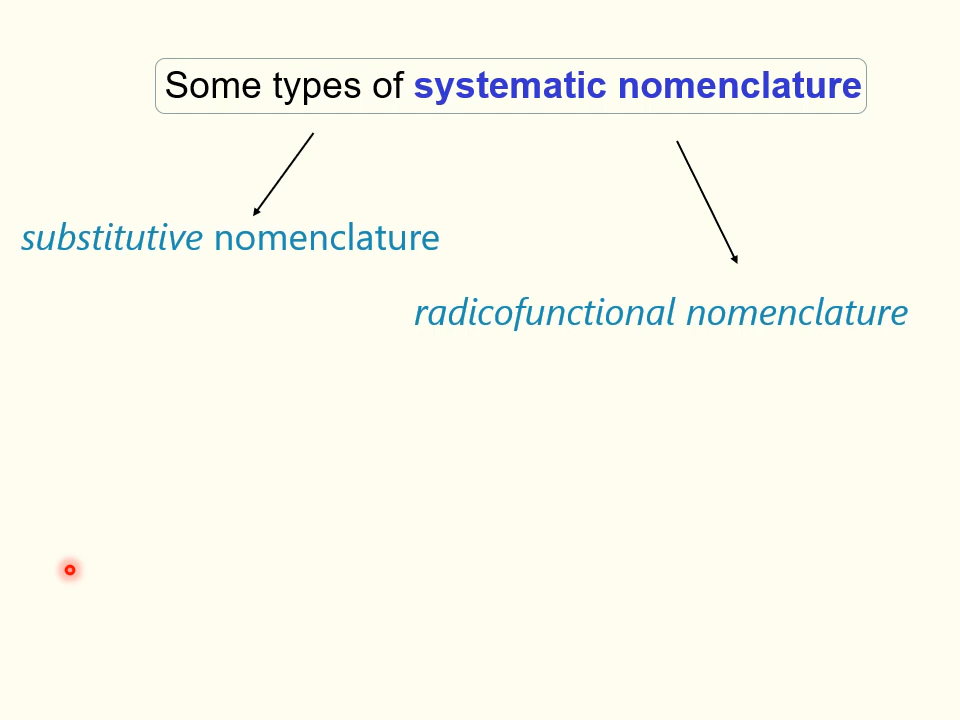 Some types of systematic nomenclature
substitutive nomenclature
radicofunctional nomenclature